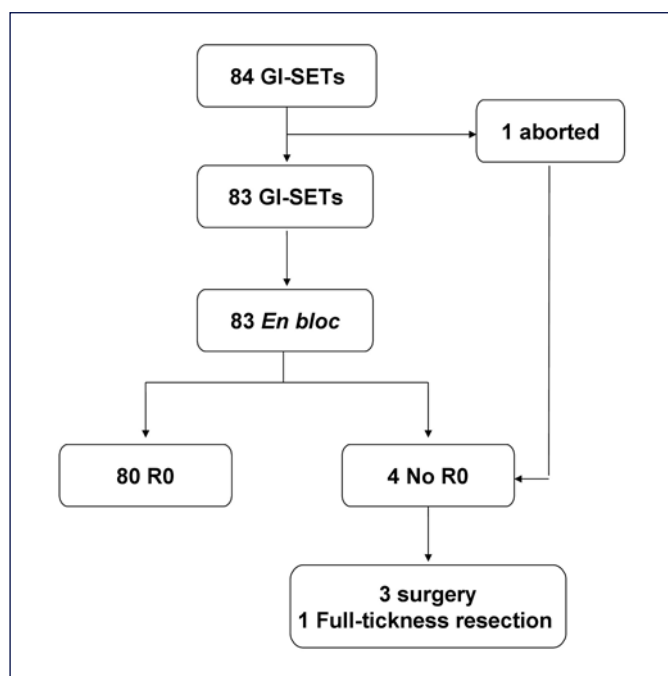 84 GI-SETs
1 aborted
83 GI-SETs
83 En bloc
80 R0
4 No R0
3 surgery
1 Full-tickness resection